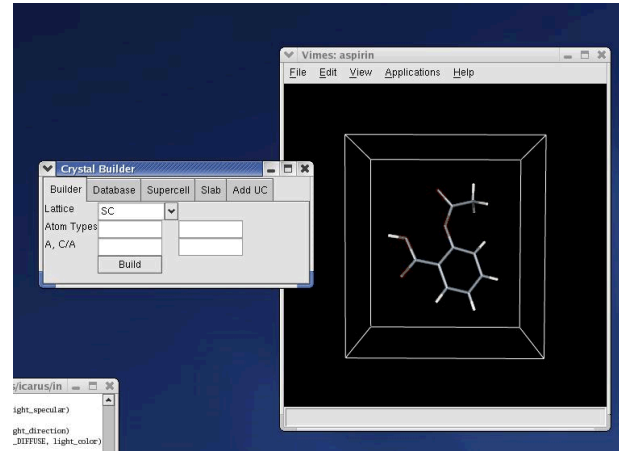 Vimes: aspirin
File Edit View Applications Help
Crystal Builder
Builder Database Supercell Slab Add UC
Lattice SC
Atom Types
A, C/A
Build
s/icarus/in
ight_specular)
ght_direction)
_DIFFUSE, light_color)